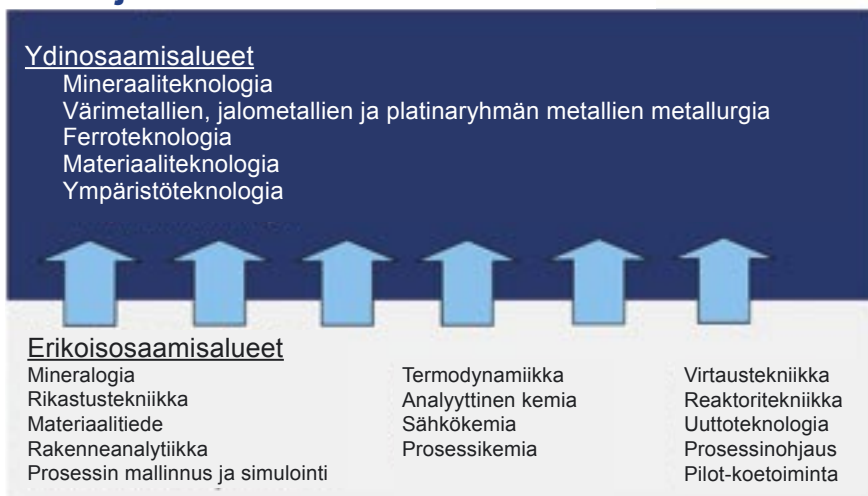 Ydinosaamisalueet
Mineraaliteknologia
Värimetallien, jalometallien ja platinaryhmän metallien metallurgia
Ferroteknologia
Materiaaliteknologia
Ympäristöteknologia
Erikoisosaamisalueet
Mineralogia
Rikastustekniikka
Materiaalitiede
Rakenneanalytiikka
Prosessin mallinnus ja simulointi
Termodynamiikka
Analyyttinen kemia
Sähkökemia
Prosessikemia
Virtaustekniikka
Reaktoritekniikka
Uuttoteknologia
Prosessinohjaus
Pilot-koetoiminta